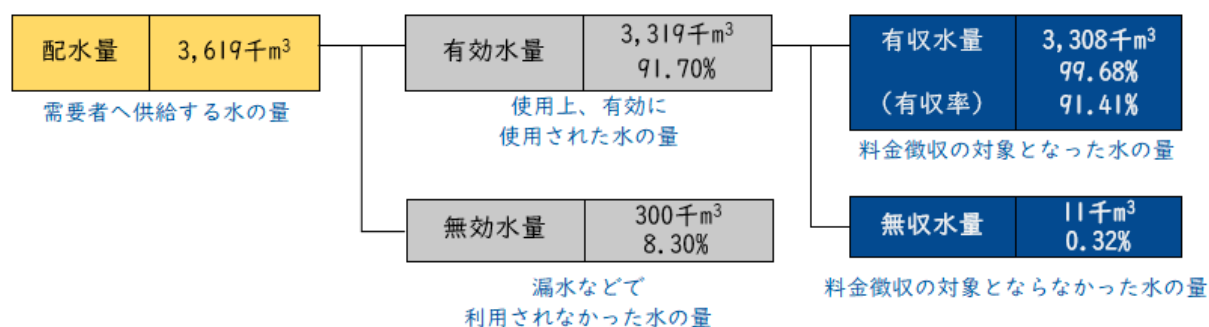 配水量 3,619千m³
需要者へ供給する水の量
有効水量 3,319千m³
91.70%
使用上、有効に
使用された水の量
無効水量 300千m³
8.30%
漏水などで
利用されなかった水の量
有収水量 3,308千m³
99.68%
(有収率) 91.41%
料金徴収の対象となった水の量
無収水量 11千m³
0.32%
料金徴収の対象とならなかった水の量